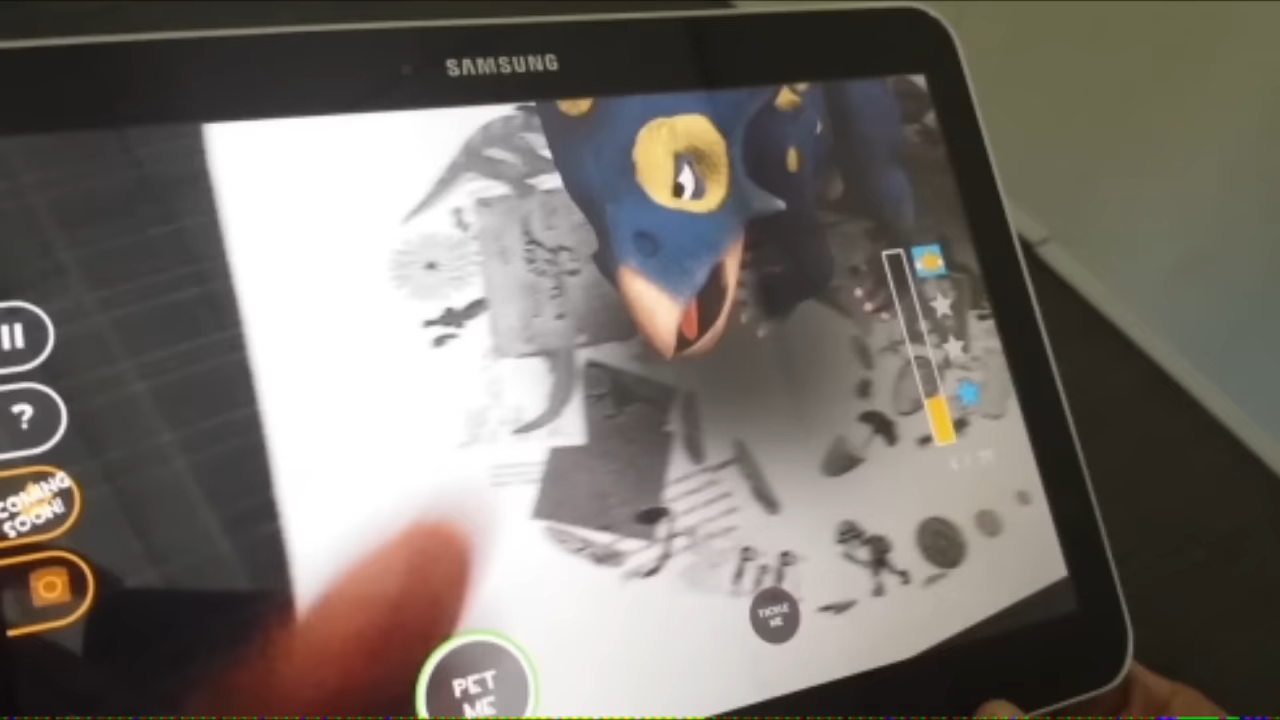 SAMSUNG
?
COMING
SOON!
TICKLE
ME
PET
ME